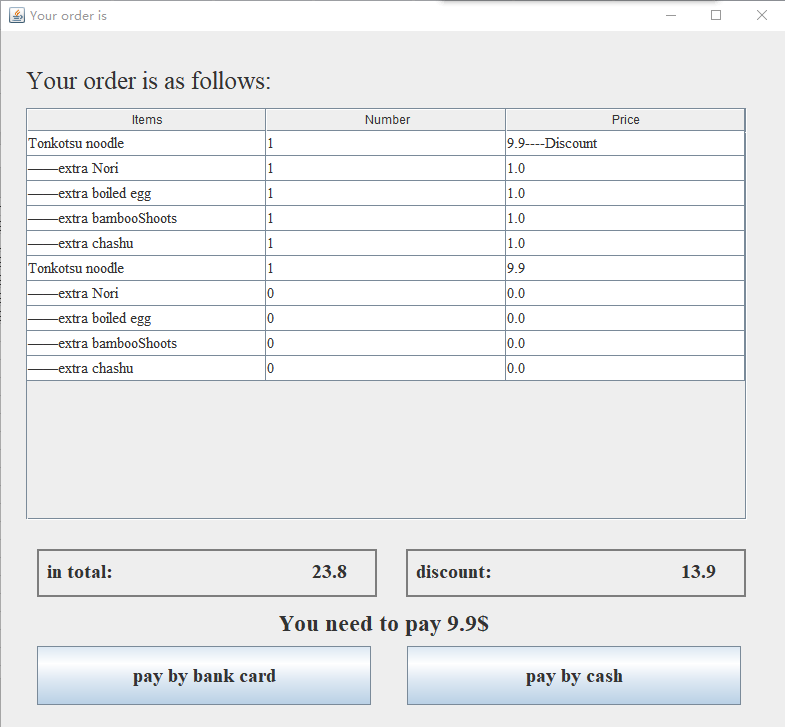 Your order is
Your order is as follows:
Items Number Price
Tonkotsu noodle 1 9.9----Discount
——extra Nori 1 1.0
——extra boiled egg 1 1.0
——extra bambooShoots 1 1.0
——extra chashu 1 1.0
Tonkotsu noodle 1 9.9
——extra Nori 0 0.0
——extra boiled egg 0 0.0
——extra bambooShoots 0 0.0
——extra chashu 0 0.0
in total: 23.8 discount: 13.9
You need to pay 9.9$
pay by bank card pay by cash